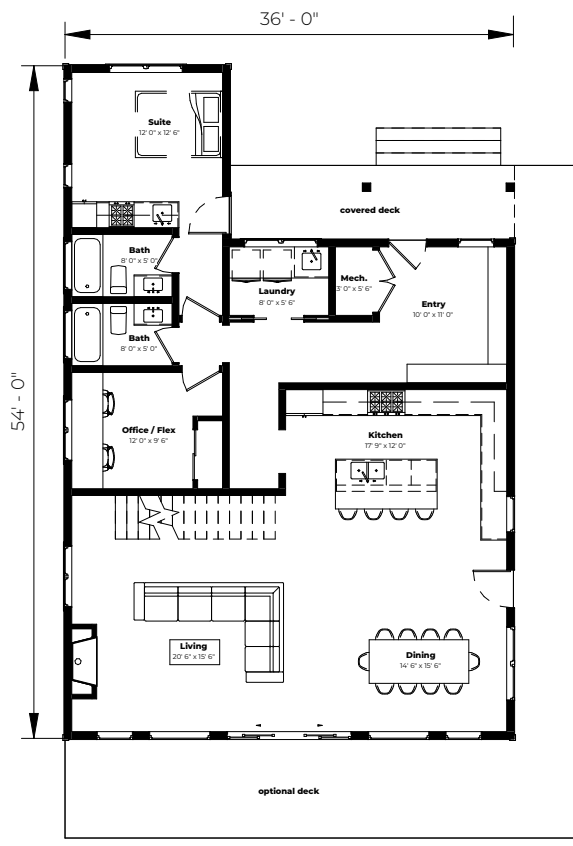 36' - 0"
54' - 0"
Suite
12' 0" x 12' 6"
covered deck
Bath
8' 0" x 5' 0"
Laundry
8' 0" x 5' 6"
Mech.
3' 0" x 5' 6"
Entry
10' 0" x 11' 0"
Bath
8' 0" x 5' 0"
Office / Flex
12' 0" x 9' 6"
Kitchen
17' 9" x 12' 0"
Living
20' 6" x 15' 6"
Dining
14' 6" x 15' 6"
optional deck